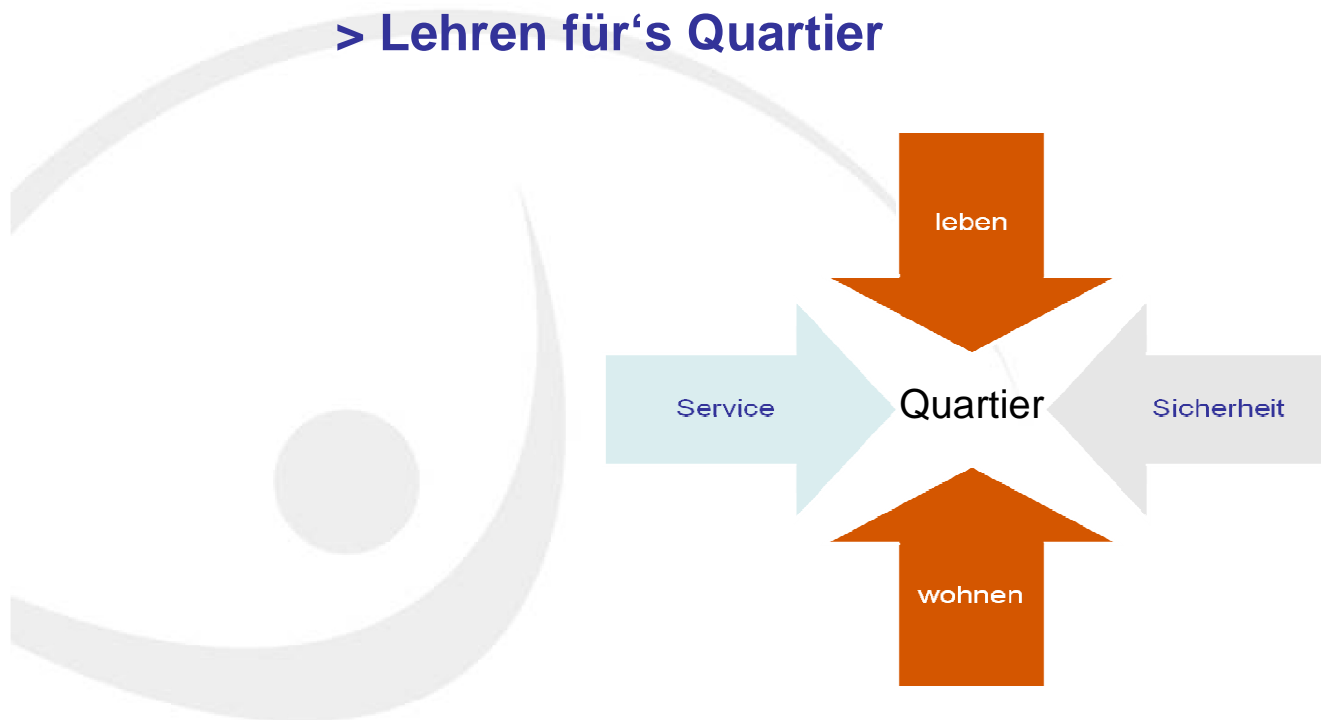 > Lehren für‘s Quartier
leben
Service
Quartier
Sicherheit
wohnen